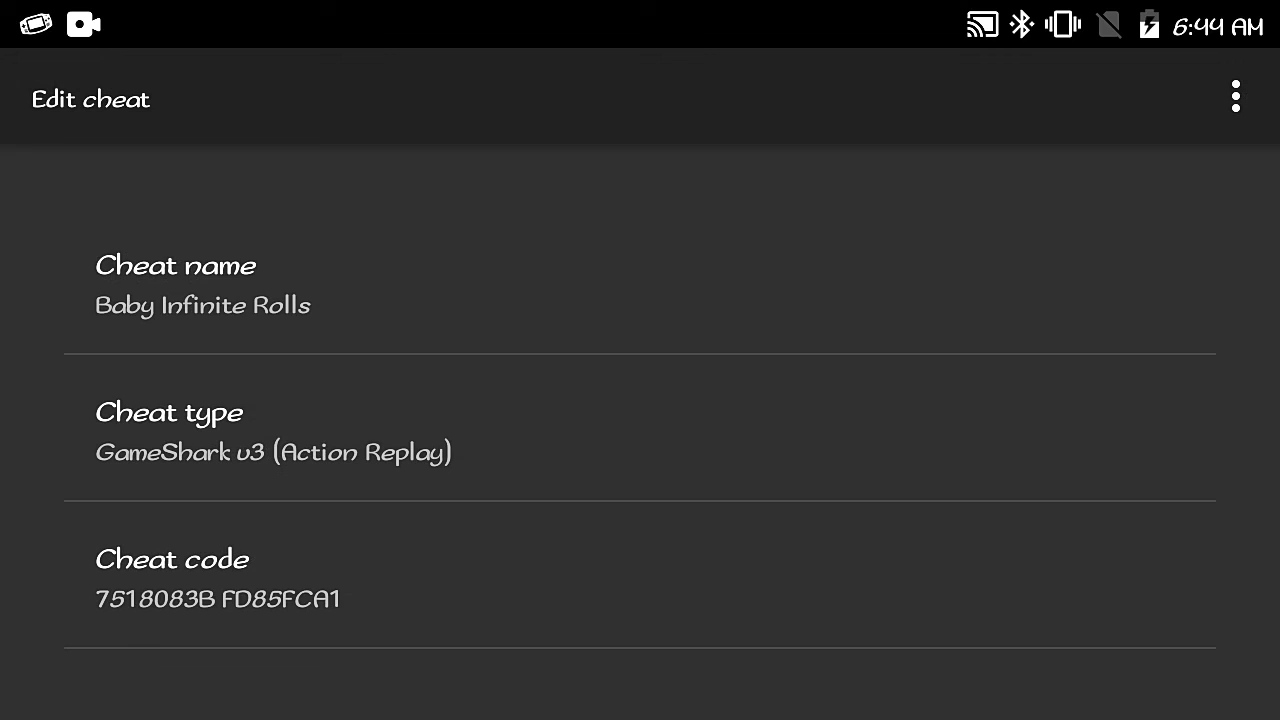 6:44 AM
Edit cheat
Cheat name
Baby Infinite Rolls
Cheat type
GameShark v3 (Action Replay)
Cheat code
7518083B FD85FCA1